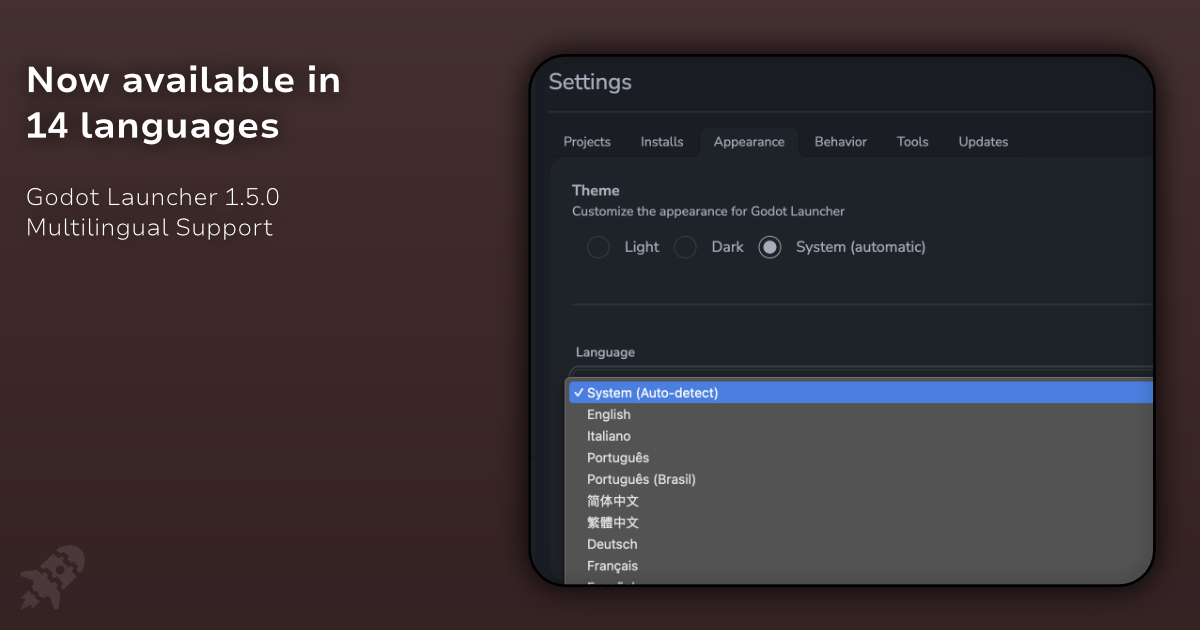 Now available in
14 languages
Godot Launcher 1.5.0
Multilingual Support
Settings
Projects Installs Appearance Behavior Tools Updates
Theme
Customize the appearance for Godot Launcher
Light Dark System (automatic)
Language
✓ System (Auto-detect)
English
Italiano
Português
Português (Brasil)
简体中文
繁體中文
Deutsch
Français